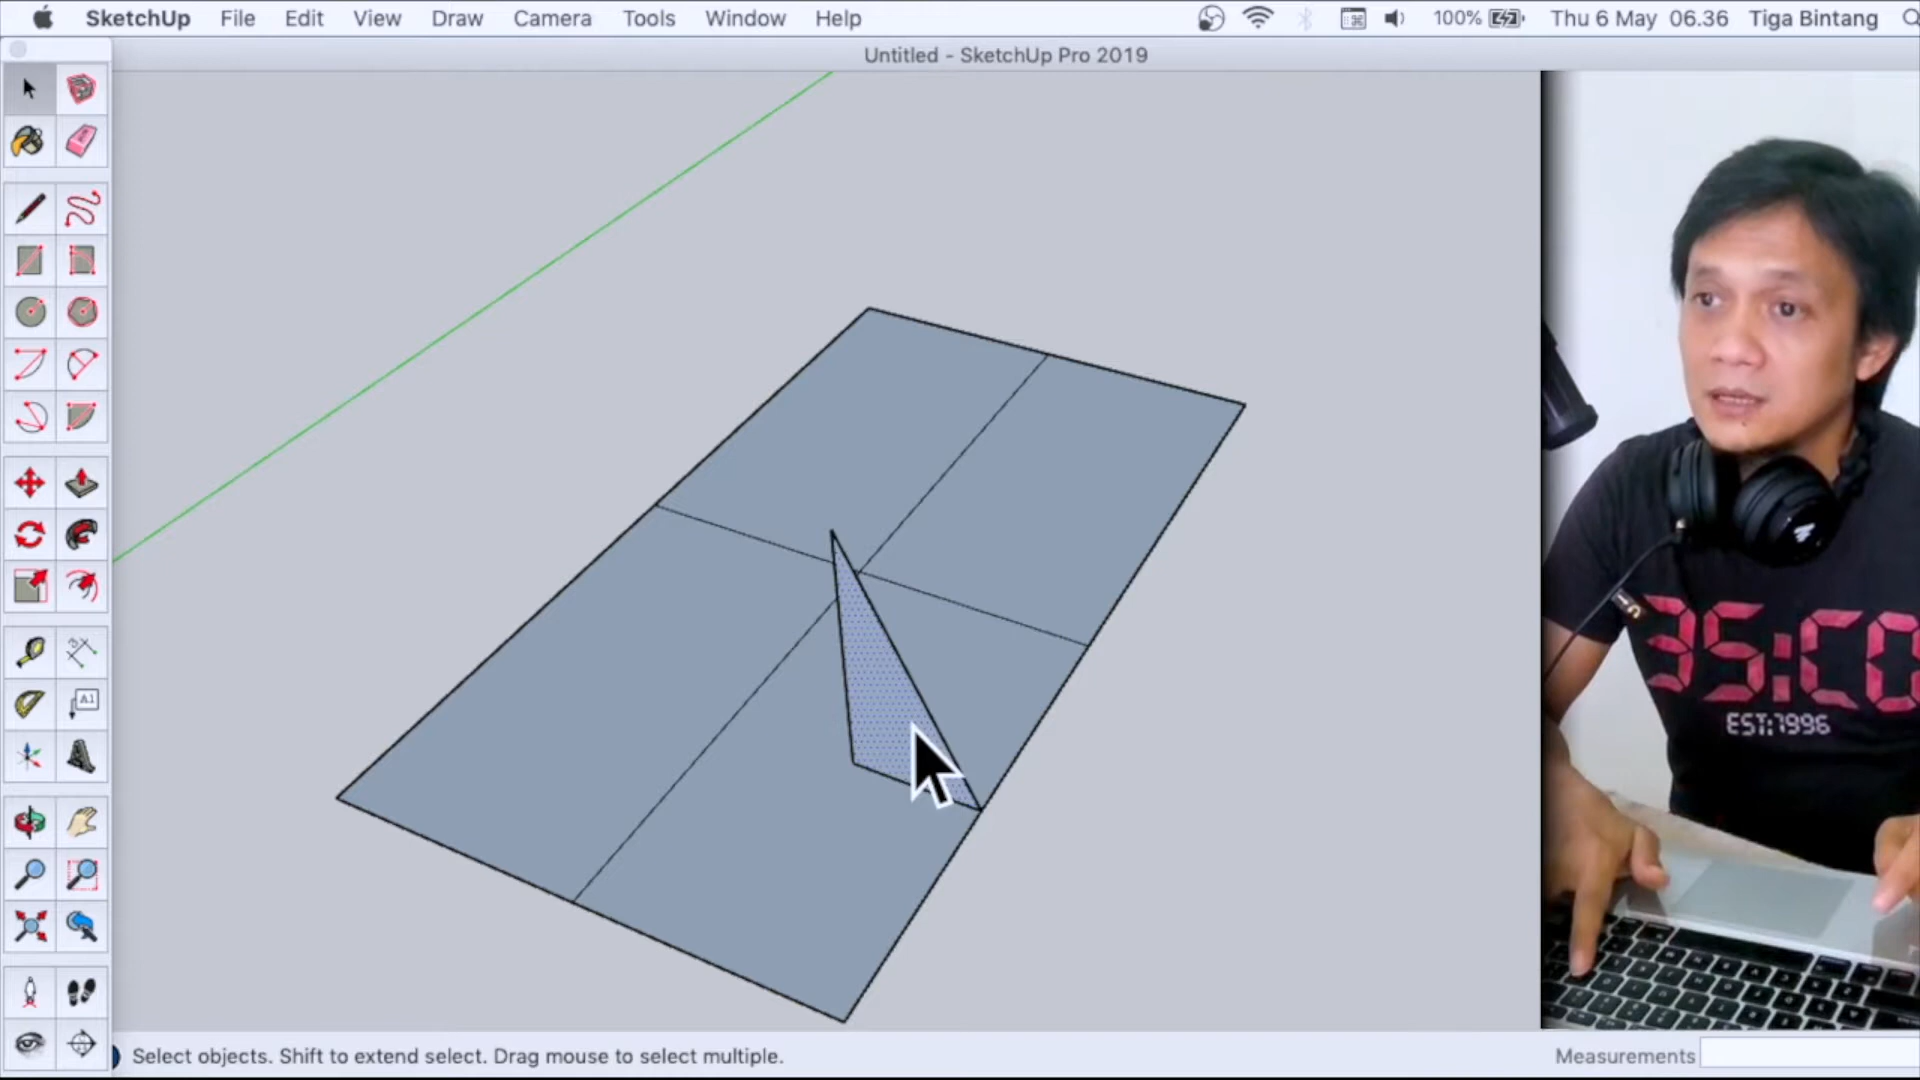 SketchUp File Edit View Draw Camera Tools Window Help 100% Thu 6 May 06.36 Tiga Bintang
Untitled - SketchUp Pro 2019
A1
35:CO
EST:1996
Select objects. Shift to extend select. Drag mouse to select multiple.
Measurements